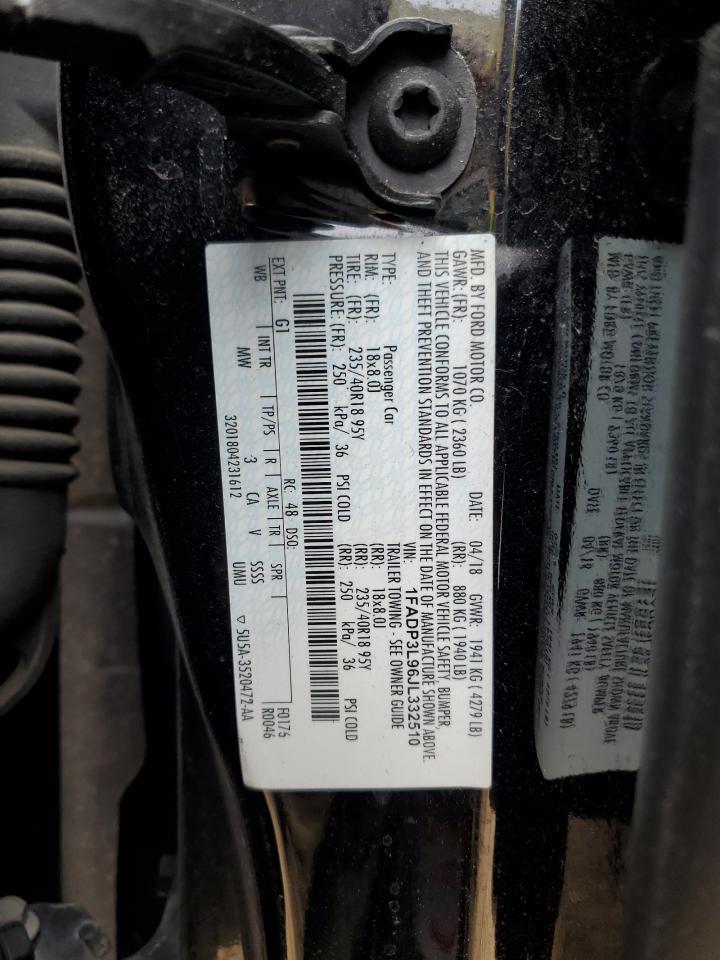 MFD. BY FORD MOTOR CO.
DATE: 04/18 GVWR: 1941 KG ( 4279 LB)
GAWR: (FR): 1070 KG ( 2360 LB) (RR): 880 KG ( 1940 LB)
THIS VEHICLE CONFORMS TO ALL APPLICABLE FEDERAL MOTOR VEHICLE SAFETY, BUMPER,
AND THEFT PREVENTION STANDARDS IN EFFECT ON THE DATE OF MANUFACTURE SHOWN ABOVE.
VIN: 1FADP3L96JL332510
TYPE: Passenger Car TRAILER TOWING - SEE OWNER GUIDE
RIM: (FR): 18x8.0J (RR): 18x8.0J
TIRE: (FR): 235/40R18 95Y (RR): 235/40R18 95Y
PRESSURE: (FR): 250 kPa/ 36 PSI COLD (RR): 250 kPa/ 36 PSI COLD
RC: 48 DSO: F0176
EXT PNT: G1 R0046
WB INT TR TP/PS R AXLE TR SPR
MW 3 CA V SSSS
3201804231612 UMU ▽ 5U5A-3520472-AA